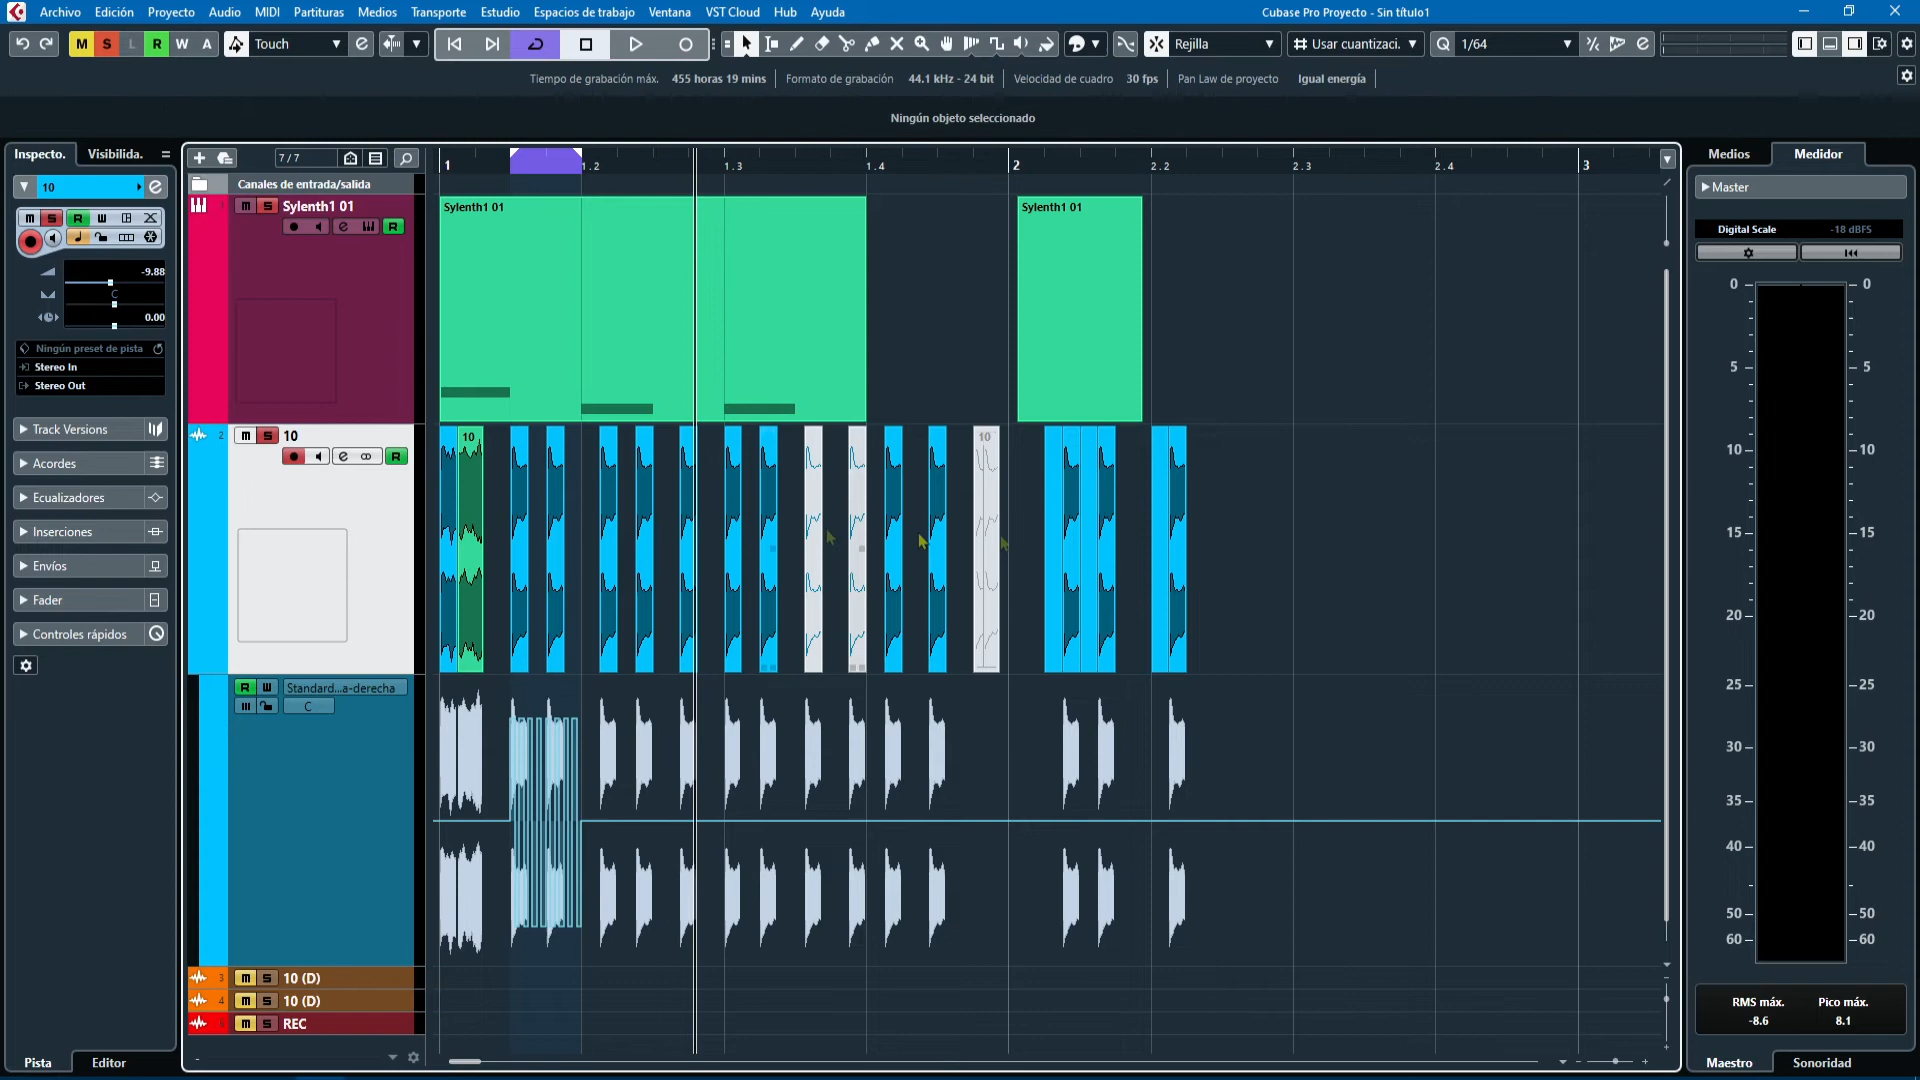 Archivo Edición Proyecto Audio MIDI Partituras Medios Transporte Estudio Espacios de trabajo Ventana VST Cloud Hub Ayuda
Cubase Pro Proyecto - Sin título1
M S L R W A Touch
Rejilla
Usar cuantizaci.
Q 1/64
Tiempo de grabación máx. 455 horas 19 mins
Formato de grabación 44.1 kHz - 24 bit
Velocidad de cuadro 30 fps
Pan Law de proyecto Igual energía
Ningún objeto seleccionado
Inspecto. Visibilida.
10
-9.88
C
0.00
Ningún preset de pista
Stereo In
Stereo Out
Track Versions
Acordes
Ecualizadores
Inserciones
Envíos
Fader
Controles rápidos
Pista Editor
7 / 7
Canales de entrada/salida
Sylenth1 01
2 10
Standard...a-derecha
C
3 m S 10 (D)
4 m S 10 (D)
m S REC
1 1.2 1.3 1.4 2 2.2 2.3 2.4 3
Sylenth1 01
Sylenth1 01
10
10
Medios Medidor
Master
Digital Scale -18 dBFS
0 0
5 5
10 10
15 15
20 20
25 25
30 30
35 35
40 40
50 50
60 60
RMS máx. Pico máx.
-8.6 8.1
Maestro Sonoridad